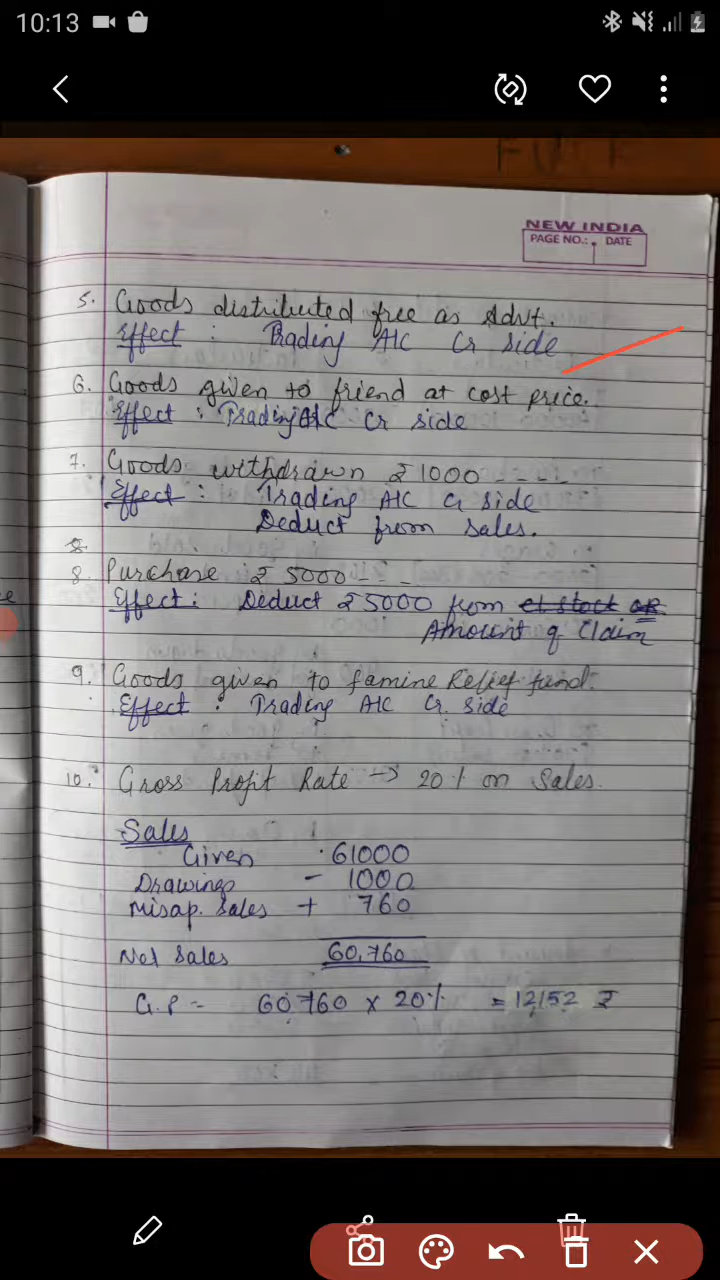 10:13
NEW INDIA
PAGE NO.: DATE
5. Goods distributed free as Advt.
Effect : Trading A/C Cr side
6. Goods given to friend at cost price.
Effect : Trading A/c Cr side
7. Goods withdrawn ₹ 1000 ----
Effect : Trading A/C Cr side
Deduct from Sales.
8.
8. Purchase ₹ 5000 - - -
Effect : Deduct ₹ 5000 from cl stock OR
Amount of Claim
9. Goods given to famine Relief fund.
Effect : Trading A/C Cr. side
10. Gross Profit Rate → 20 % on Sales.
Sales
Given 61000
Drawings - 1000
Misap. Sales + 760
Net Sales 60,760
G.P = 60760 x 20% = 12152 ₹